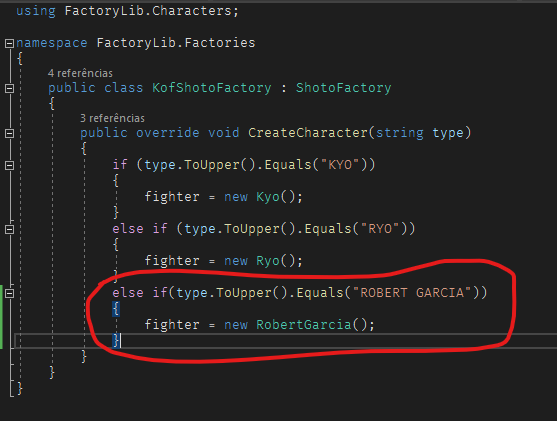 using FactoryLib.Characters;
namespace FactoryLib.Factories
{
4 referências
public class KofShotoFactory : ShotoFactory
{
3 referências
public override void CreateCharacter(string type)
{
if (type.ToUpper().Equals("KYO"))
{
fighter = new Kyo();
}
else if (type.ToUpper().Equals("RYO"))
{
fighter = new Ryo();
}
else if(type.ToUpper().Equals("ROBERT GARCIA"))
{
fighter = new RobertGarcia();
}
}
}
}